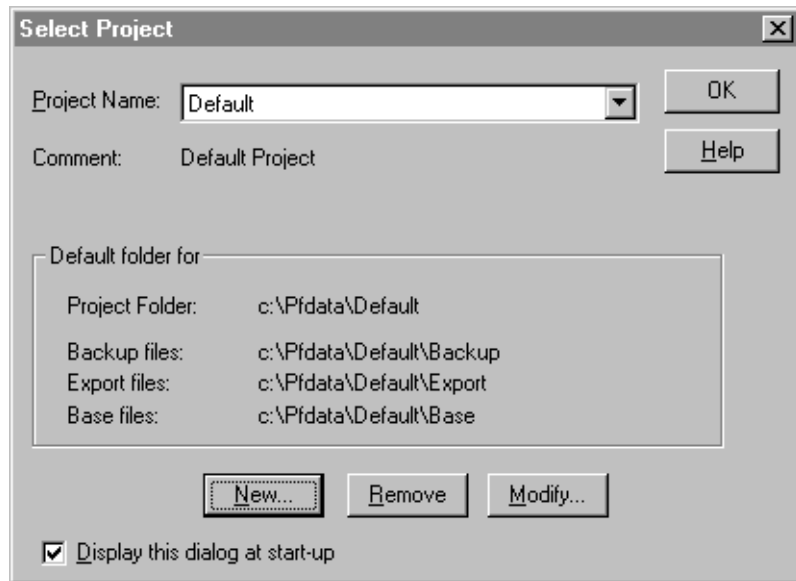 Select Project
Project Name: Default
OK
Comment: Default Project
Help
Default folder for
Project Folder: c:\Pfdata\Default
Backup files: c:\Pfdata\Default\Backup
Export files: c:\Pfdata\Default\Export
Base files: c:\Pfdata\Default\Base
New... Remove Modify...
Display this dialog at start-up